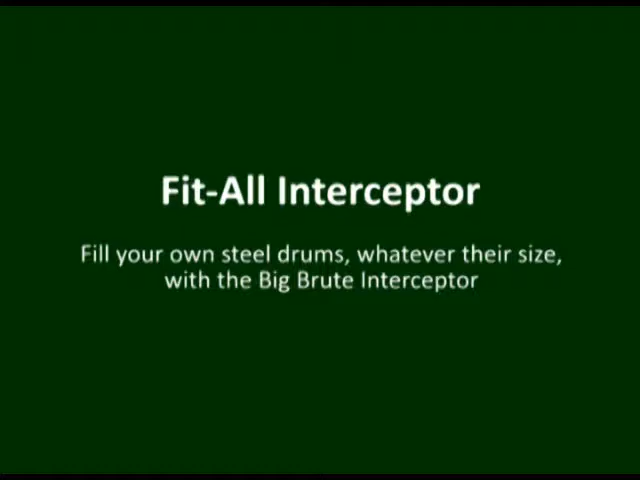 Fit-All Interceptor
Fill your own steel drums, whatever their size,
with the Big Brute Interceptor